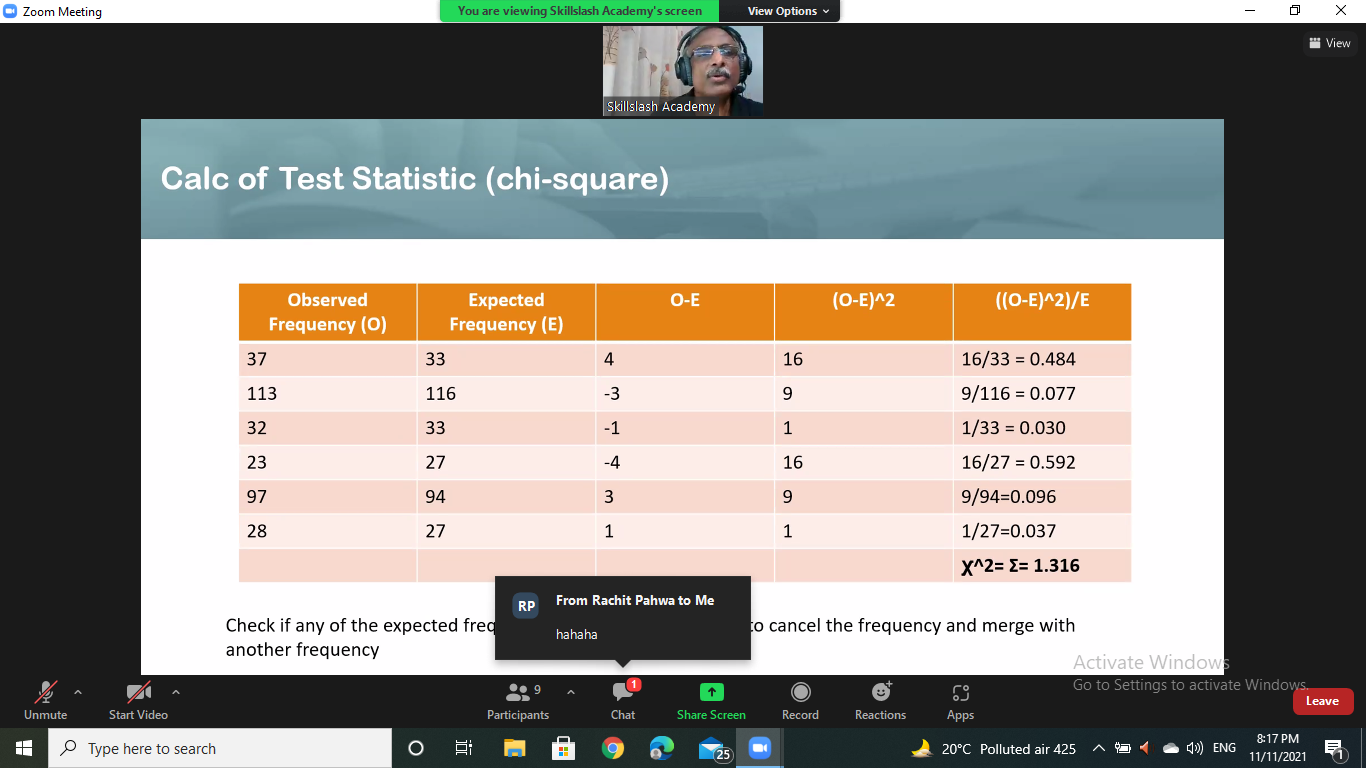 Zoom Meeting
You are viewing Skillslash Academy's screen
View Options
View
Skillslash Academy
Calc of Test Statistic (chi-square)
Observed Frequency (O) Expected Frequency (E) O-E (O-E)^2 ((O-E)^2)/E
37 33 4 16 16/33 = 0.484
113 116 -3 9 9/116 = 0.077
32 33 -1 1 1/33 = 0.030
23 27 -4 16 16/27 = 0.592
97 94 3 9 9/94=0.096
28 27 1 1 1/27=0.037
χ^2= Σ= 1.316
Check if any of the expected to cancel the frequency and merge with
another frequency
RP
From Rachit Pahwa to Me
hahaha
Activate Windows
Go to Settings to activate Windows.
Unmute
Start Video
Participants 9
Chat 1
Share Screen
Record
Reactions
Apps
Leave
Type here to search
25
20°C Polluted air 425
ENG
8:17 PM
11/11/2021
1